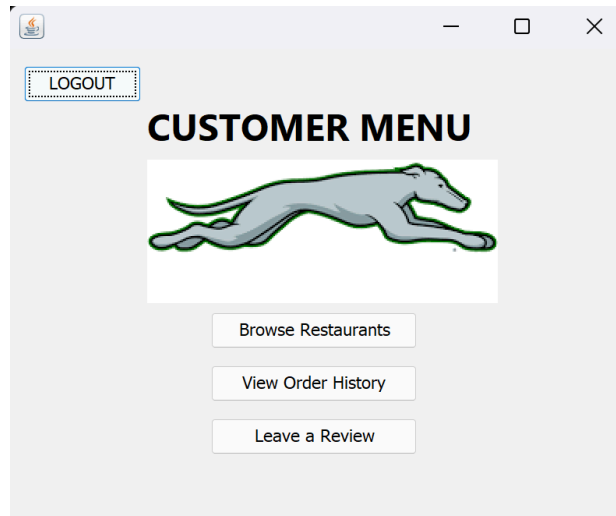 LOGOUT
CUSTOMER MENU
Browse Restaurants
View Order History
Leave a Review